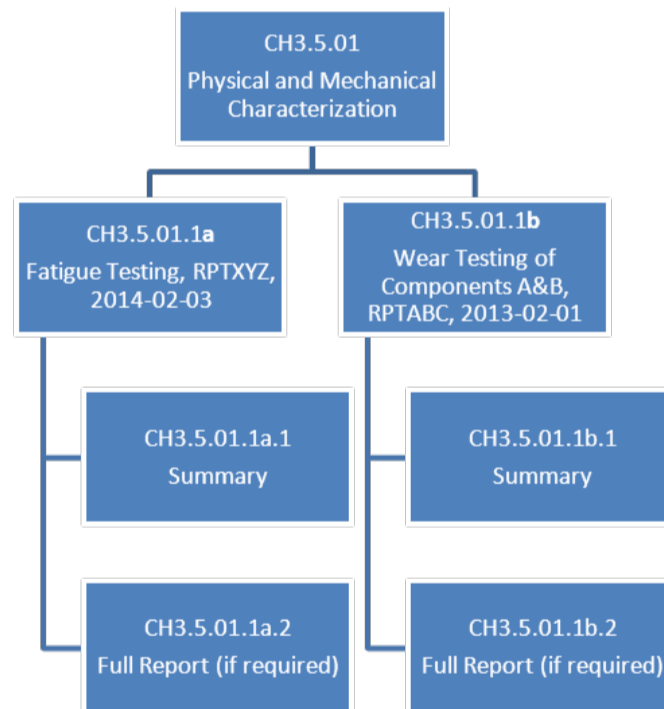 CH3.5.01
Physical and Mechanical
Characterization
CH3.5.01.1a
Fatigue Testing, RPTXYZ,
2014-02-03
CH3.5.01.1b
Wear Testing of
Components A&B,
RPTABC, 2013-02-01
CH3.5.01.1a.1
Summary
CH3.5.01.1b.1
Summary
CH3.5.01.1a.2
Full Report (if required)
CH3.5.01.1b.2
Full Report (if required)